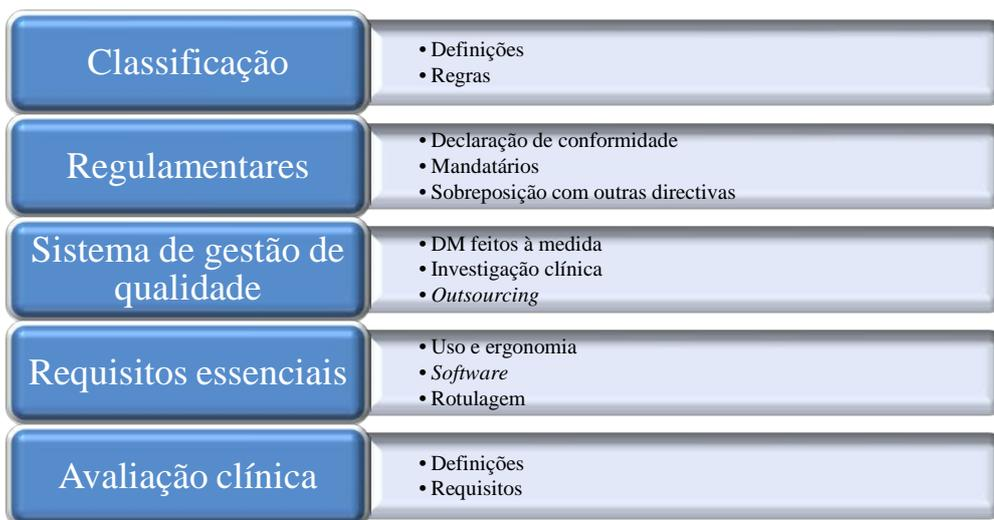 Classificação
• Definições
• Regras
Regulamentares
• Declaração de conformidade
• Mandatários
• Sobreposição com outras directivas
Sistema de gestão de
qualidade
• DM feitos à medida
• Investigação clínica
• Outsourcing
Requisitos essenciais
• Uso e ergonomia
• Software
• Rotulagem
Avaliação clínica
• Definições
• Requisitos